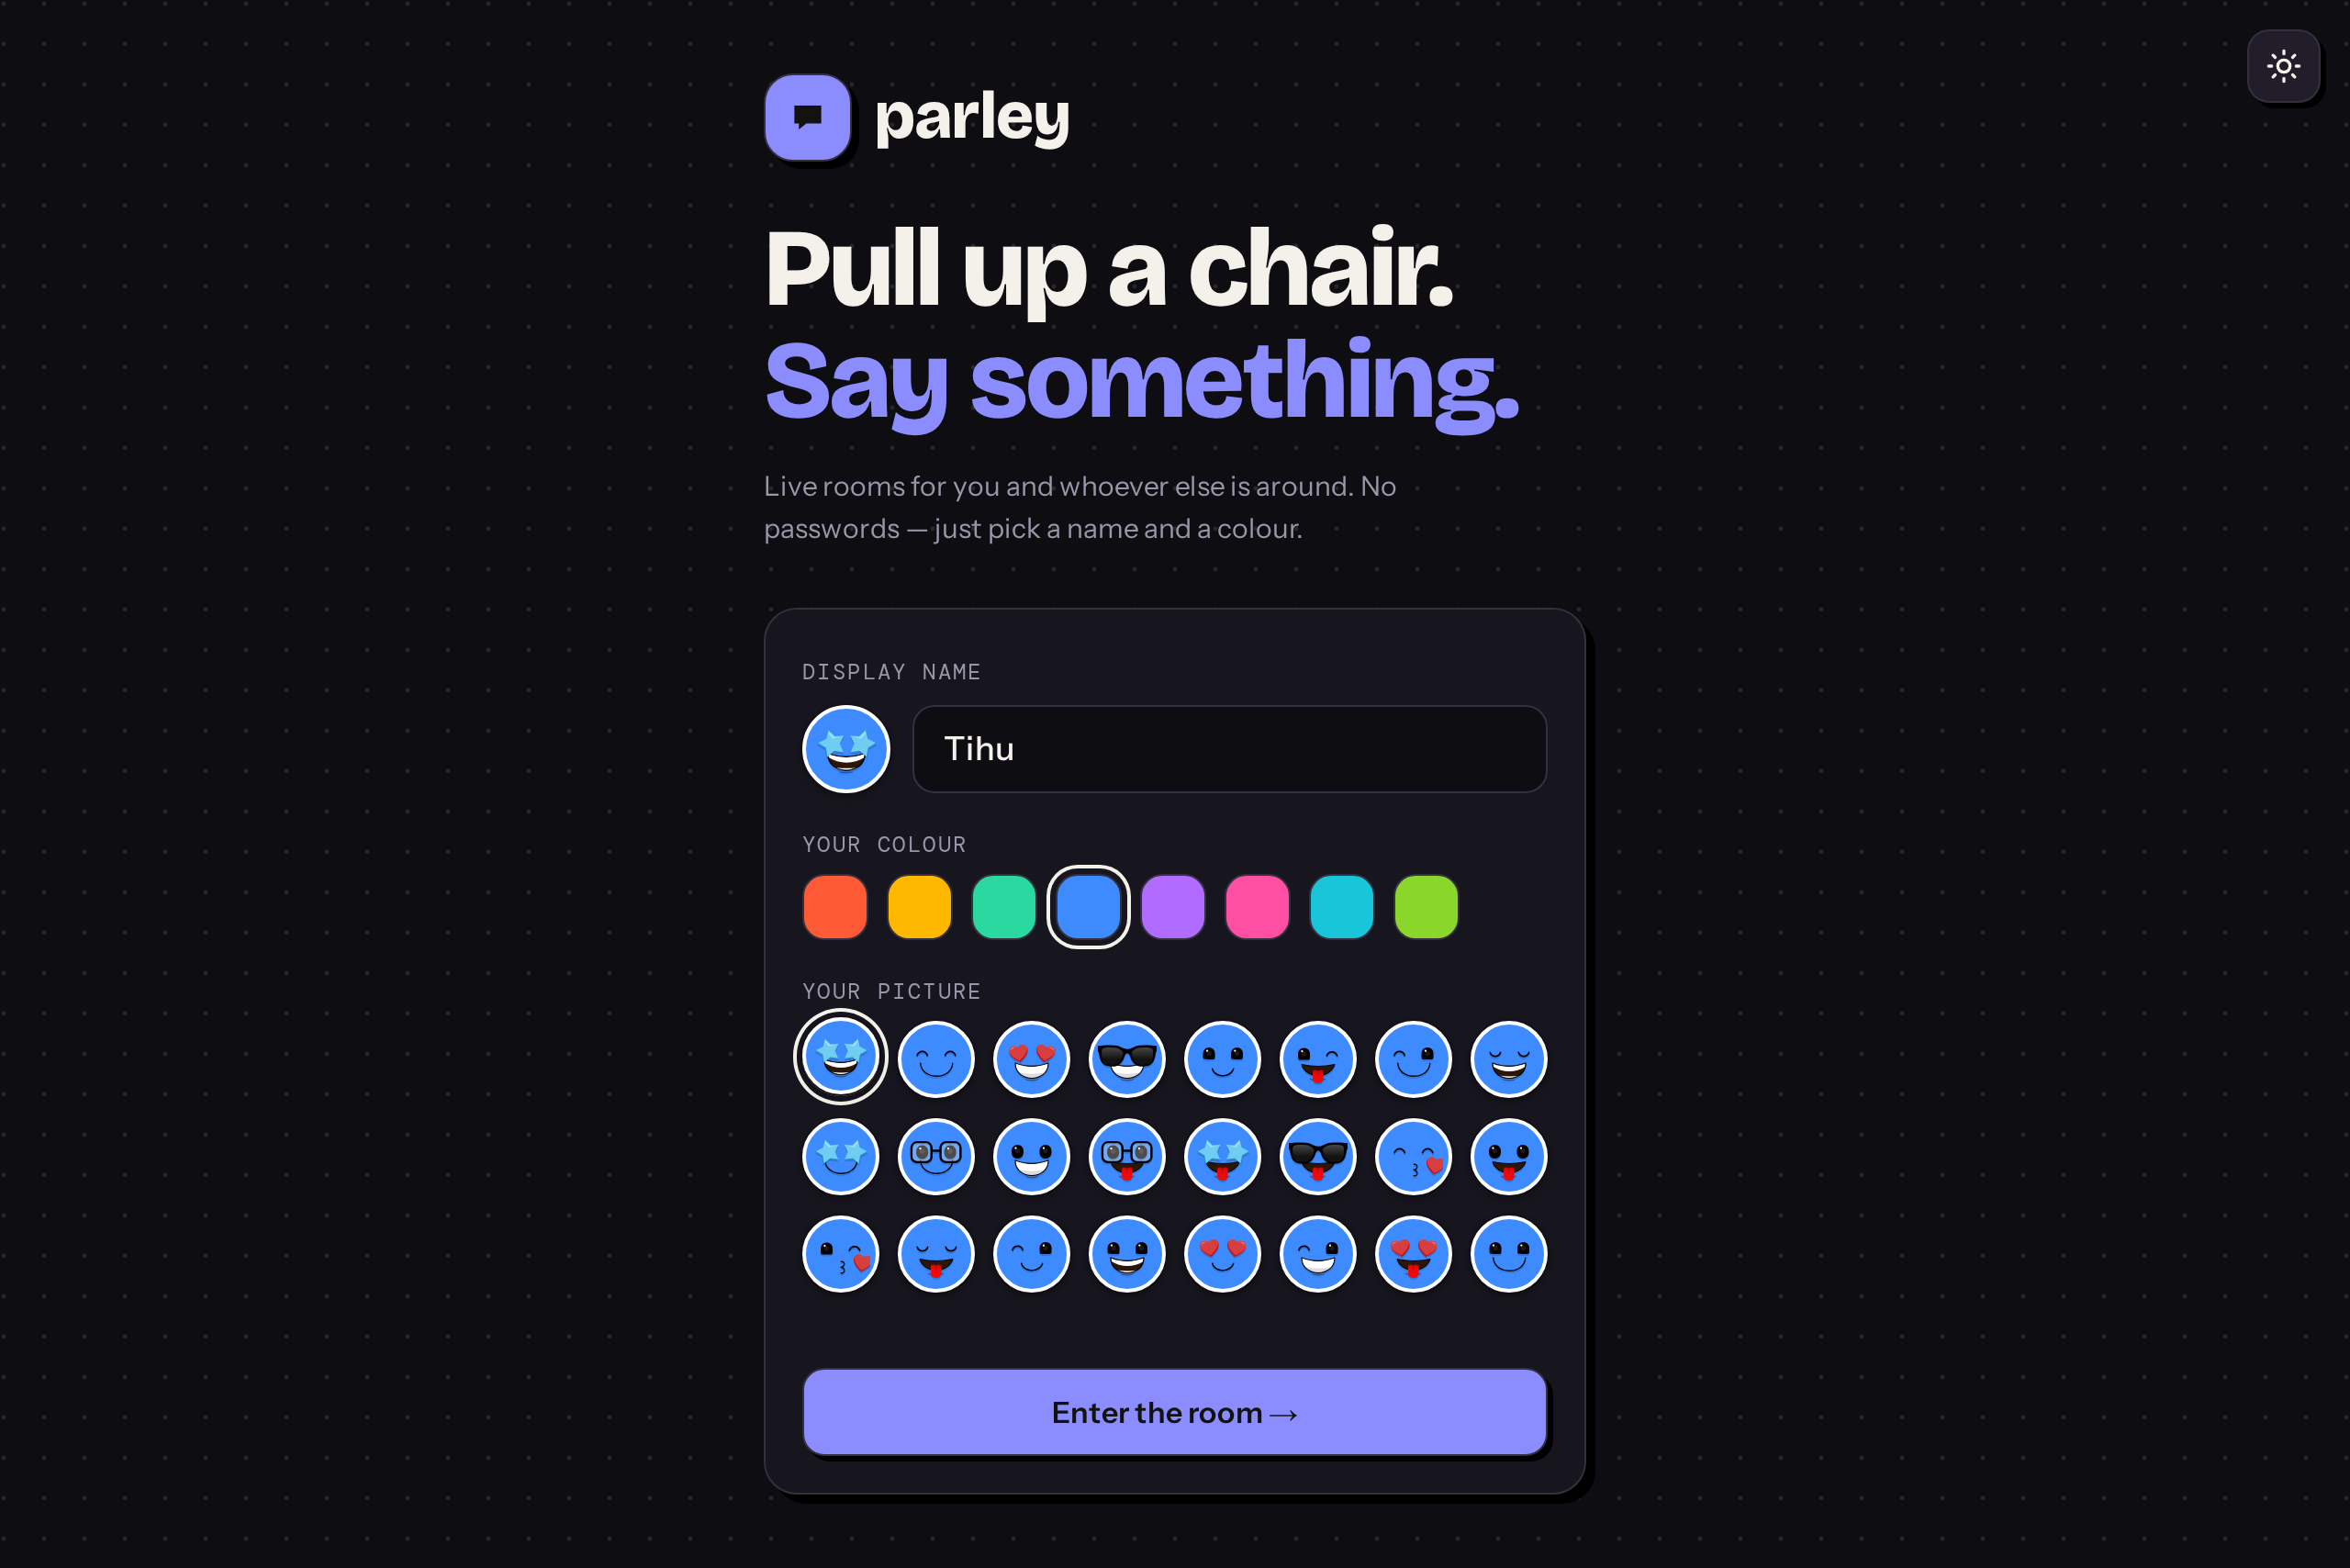 parley
Pull up a chair.
Say something.
Live rooms for you and whoever else is around. No
passwords — just pick a name and a colour.
DISPLAY NAME
Tihu
YOUR COLOUR
YOUR PICTURE
Enter the room →